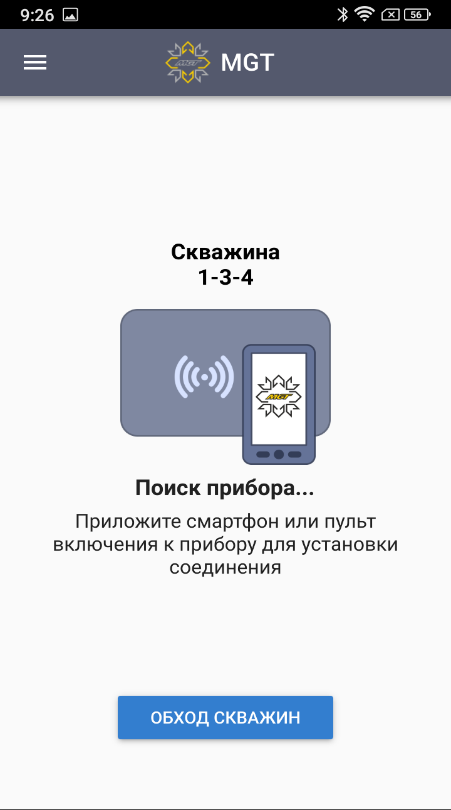 9:26
56
MGT
MGT
Скважина
1-3-4
MGT
Поиск прибора...
Приложите смартфон или пульт
включения к прибору для установки
соединения
ОБХОД СКВАЖИН